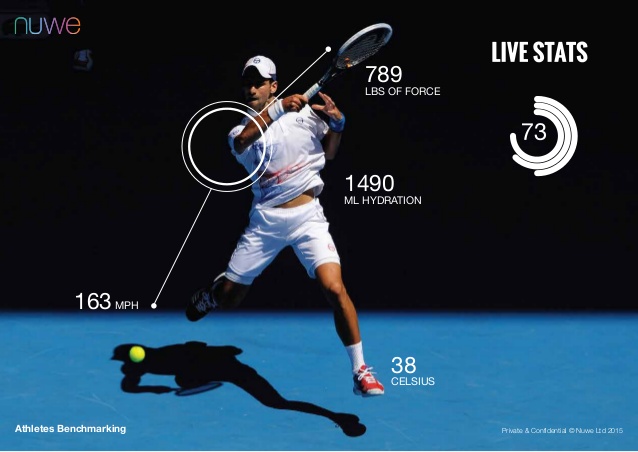 nuwe
LIVE STATS
789
LBS OF FORCE
73
1490
ML HYDRATION
163 MPH
38
CELSIUS
Athletes Benchmarking
Private & Confidential © Nuwe Ltd 2015